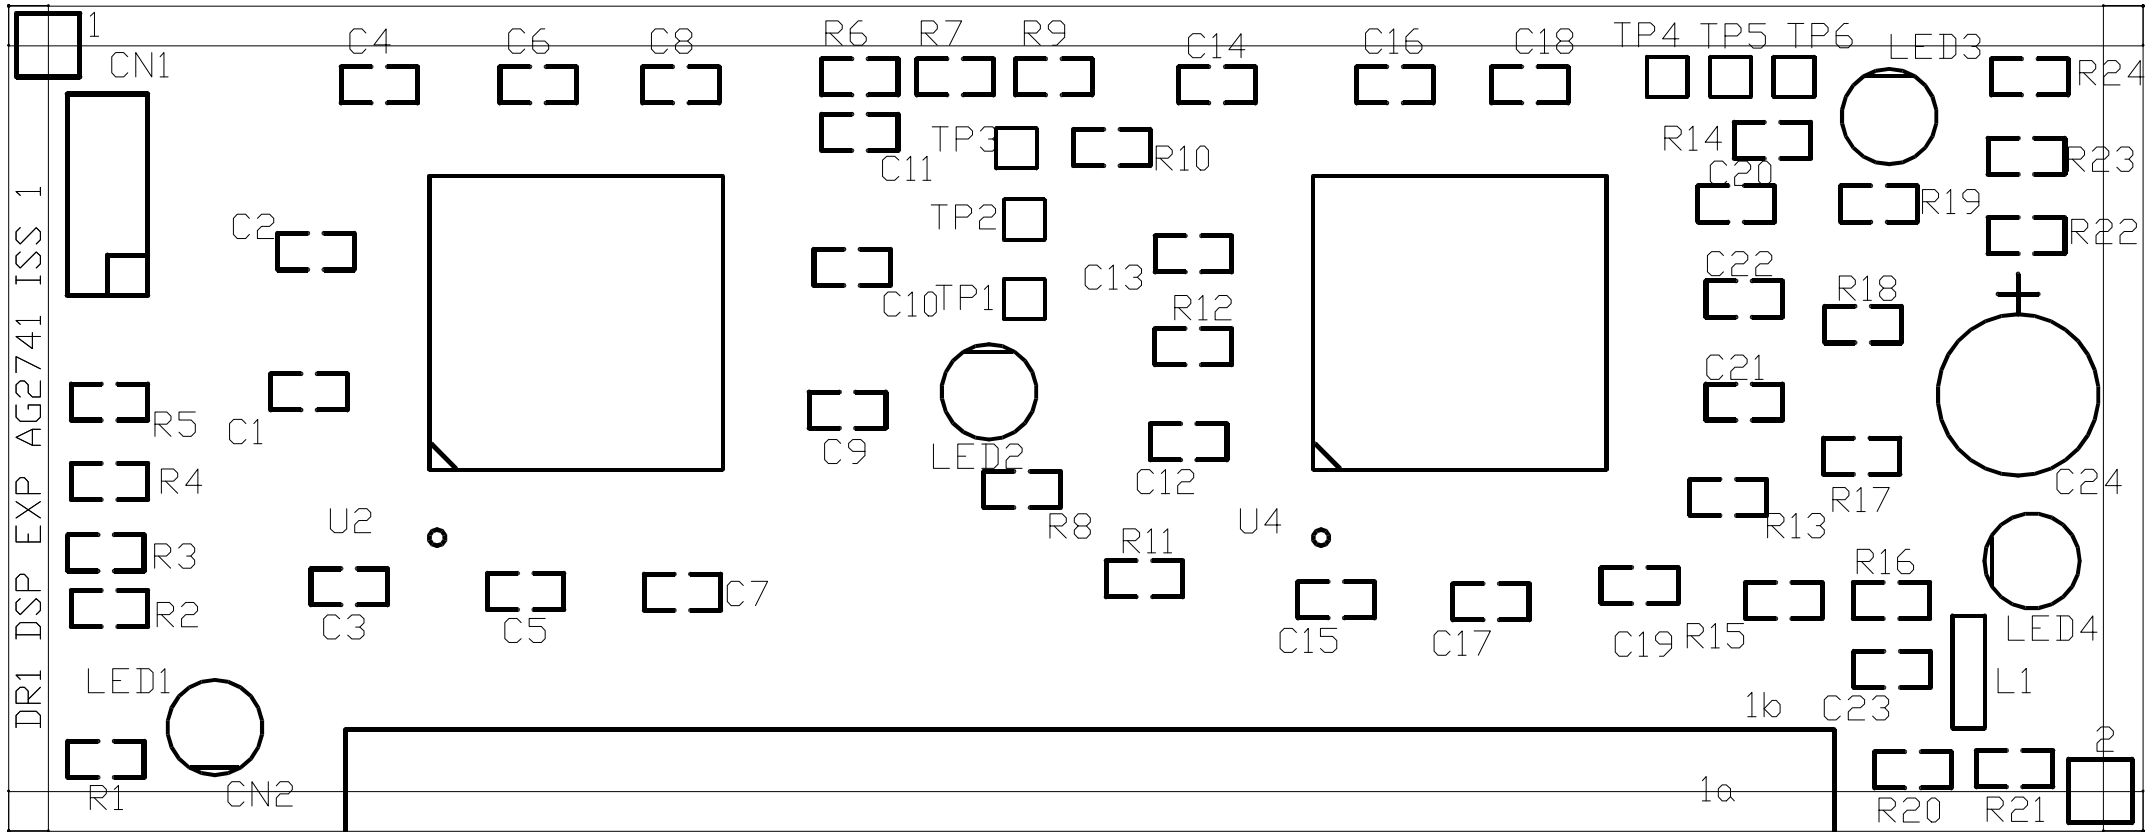 1
CN1
C4
C6
C8
R6
R7
R9
C14
C16
C18
TP4
TP5
TP6
LED3
R24
C11
TP3
R10
R14
C20
R23
R19
R22
C2
TP2
C10
TP1
C13
R12
C22
R18
C21
DR1 DSP EXP AG2741 ISS 1
R5
C1
C9
LED2
C12
R17
C24
R4
U2
R8
U4
R13
R3
R11
R16
R2
C3
C5
C7
C15
C17
C19
R15
LED4
LED1
L1
1b
C23
2
R1
CN2
1a
R20
R21